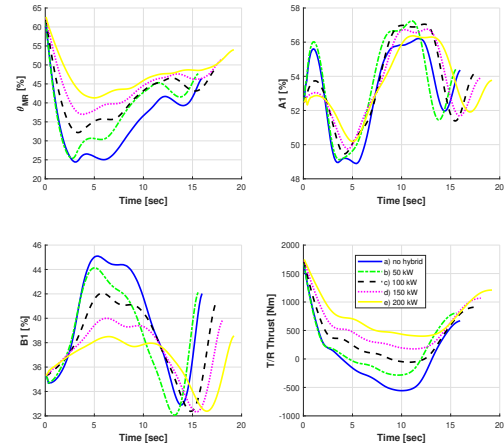 65
60
55
50
45
40
35
30
25
20
θMR [%]
0 5 10 15 20
Time [sec]
58
56
54
52
50
48
A1 [%]
0 5 10 15 20
Time [sec]
46
44
42
40
38
36
34
32
B1 [%]
0 5 10 15 20
Time [sec]
2000
1500
1000
500
0
-500
-1000
T/R Thrust [Nm]
0 5 10 15 20
Time [sec]
a) no hybrid
b) 50 kW
c) 100 kW
d) 150 kW
e) 200 kW